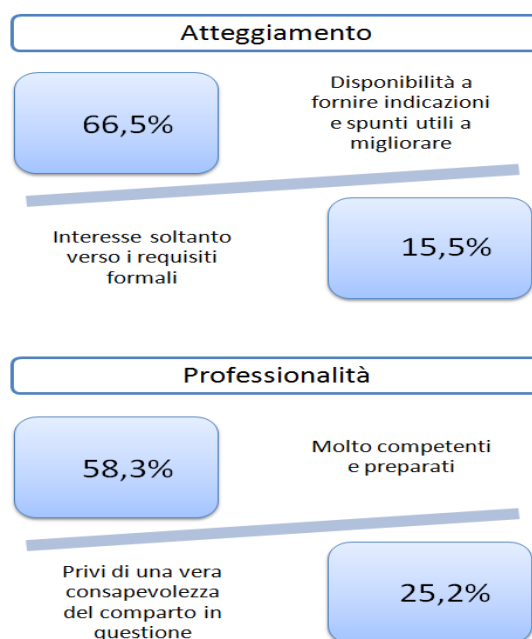 Atteggiamento
66,5%
Disponibilità a
fornire indicazioni
e spunti utili a
migliorare
Interesse soltanto
verso i requisiti
formali
15,5%
Professionalità
58,3%
Molto competenti
e preparati
Privi di una vera
consapevolezza
del comparto in
questione
25,2%